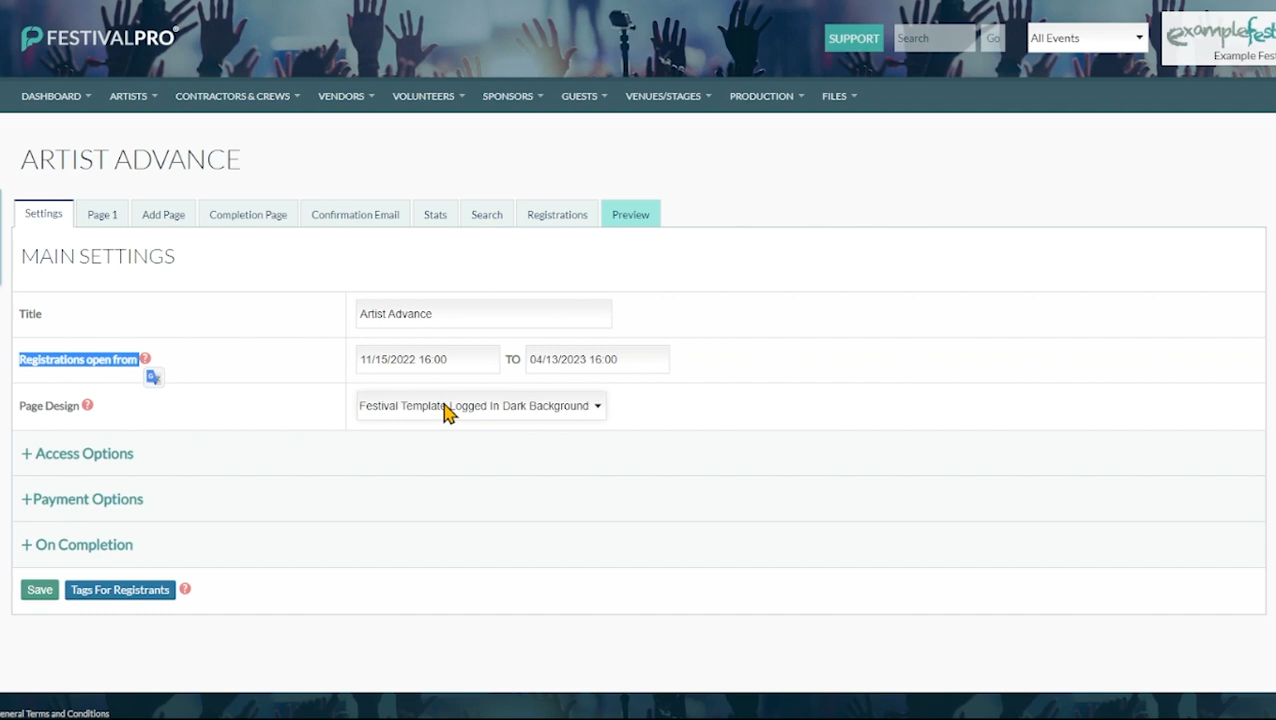 FESTIVALPRO®
SUPPORT
Search
Go
All Events
examplefest
Example Fest
DASHBOARD ARTISTS CONTRACTORS & CREWS VENDORS VOLUNTEERS SPONSORS GUESTS VENUES/STAGES PRODUCTION FILES
ARTIST ADVANCE
Settings Page 1 Add Page Completion Page Confirmation Email Stats Search Registrations Preview
MAIN SETTINGS
Title Artist Advance
Registrations open from ? 11/15/2022 16:00 TO 04/13/2023 16:00
Page Design ? Festival Template Logged In Dark Background
+ Access Options
+Payment Options
+ On Completion
Save Tags For Registrants ?
eneral Terms and Conditions